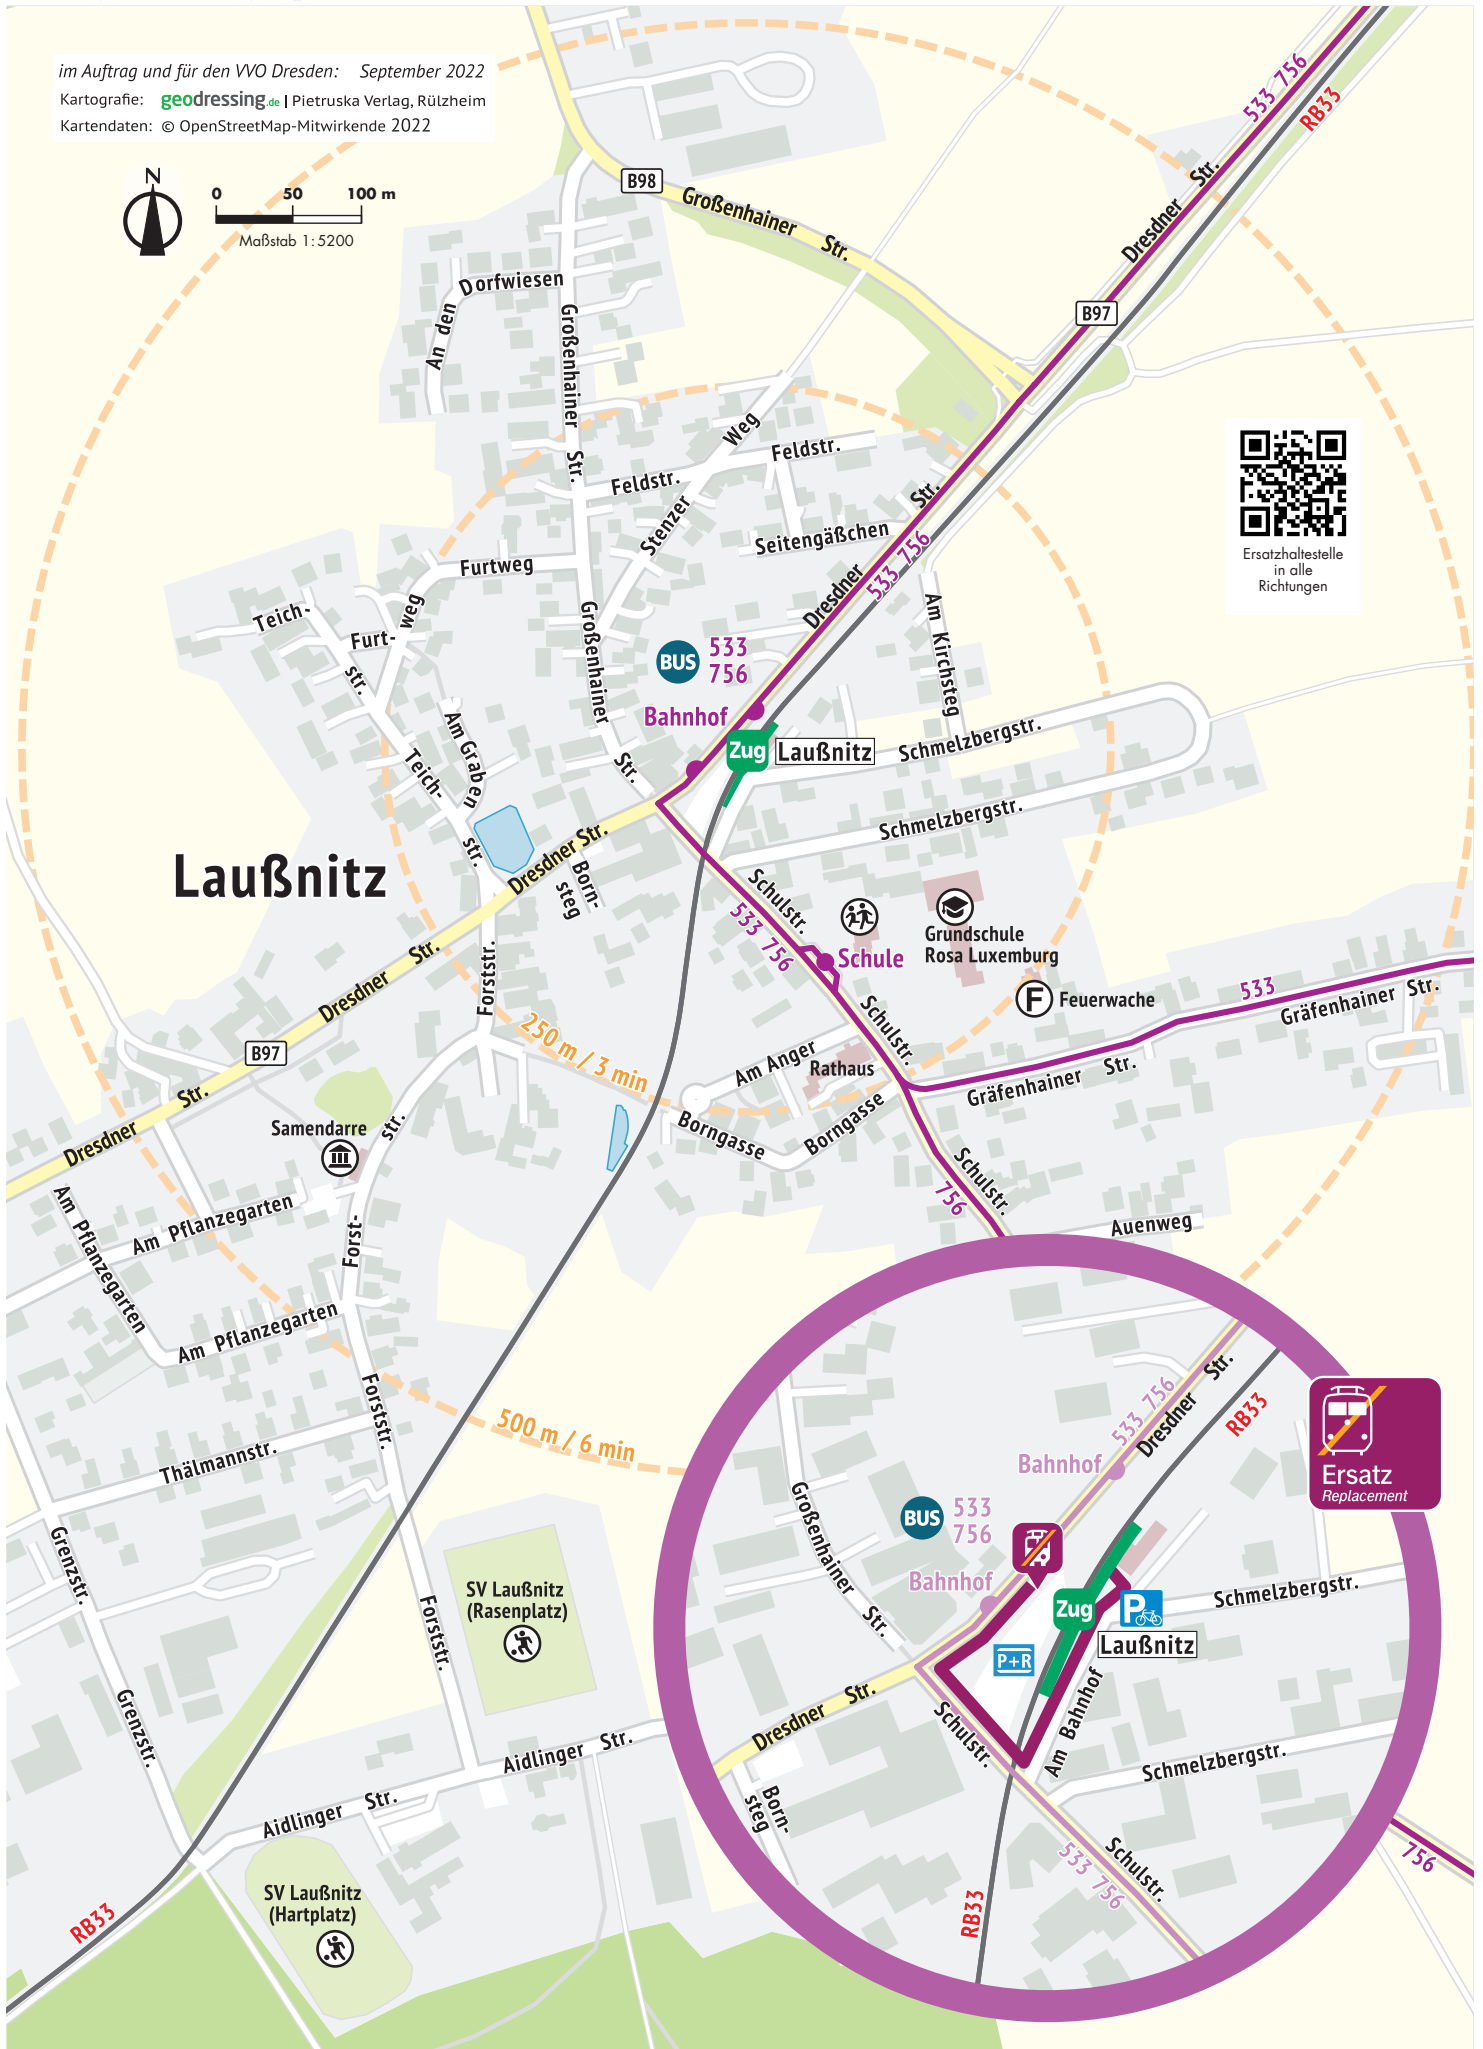 im Auftrag und für den VVO Dresden: September 2022
Kartografie: geodressing.de | Pietruska Verlag, Rülzheim
Kartendaten: © OpenStreetMap-Mitwirkende 2022
N
0 50 100 m
Maßstab 1:5200
533 756
RB33
B98
Großenhainer Str.
Dresdner Str.
B97
An den Dorfwiesen
Großenhainer Str.
Weg
Feldstr.
Feldstr.
Stenzer
Seitengäßchen
Str.
533 756
Dresdner
Ersatzhaltestelle
in alle
Richtungen
Furtweg
Teich-
str.
Furt-
weg
Am Graben
Teich-
str.
Großenhainer
Str.
BUS
533
756
Bahnhof
Zug
Laußnitz
Am Kirchsteg
Schmelzbergstr.
Schmelzbergstr.
Laußnitz
Dresdner Str.
Born-
steg
Schulstr.
533 756
Schule
Grundschule
Rosa Luxemburg
F
Feuerwache
533
Gräfenhainer Str.
Dresdner Str.
Forststr.
B97
250 m / 3 min
Am Anger
Rathaus
Schulstr.
Gräfenhainer Str.
Borngasse
Borngasse
Dresdner Str.
Samendarre
str.
Forst-
Am Pflanzegarten
Am Pflanzegarten
Am Pflanzegarten
756
Schulstr.
Auenweg
500 m / 6 min
Forststr.
Thälmannstr.
Grenzstr.
Grenzstr.
Forststr.
SV Laußnitz
(Rasenplatz)
Aidlinger Str.
Aidlinger Str.
SV Laußnitz
(Hartplatz)
RB33
533 756
Dresdner Str.
RB33
Ersatz
Replacement
Bahnhof
BUS
533
756
Bahnhof
Großenhainer Str.
Zug
P
P+R
Laußnitz
Schmelzbergstr.
Dresdner Str.
Schulstr.
Am Bahnhof
Schmelzbergstr.
Born-
steg
533 756
Schulstr.
RB33
756